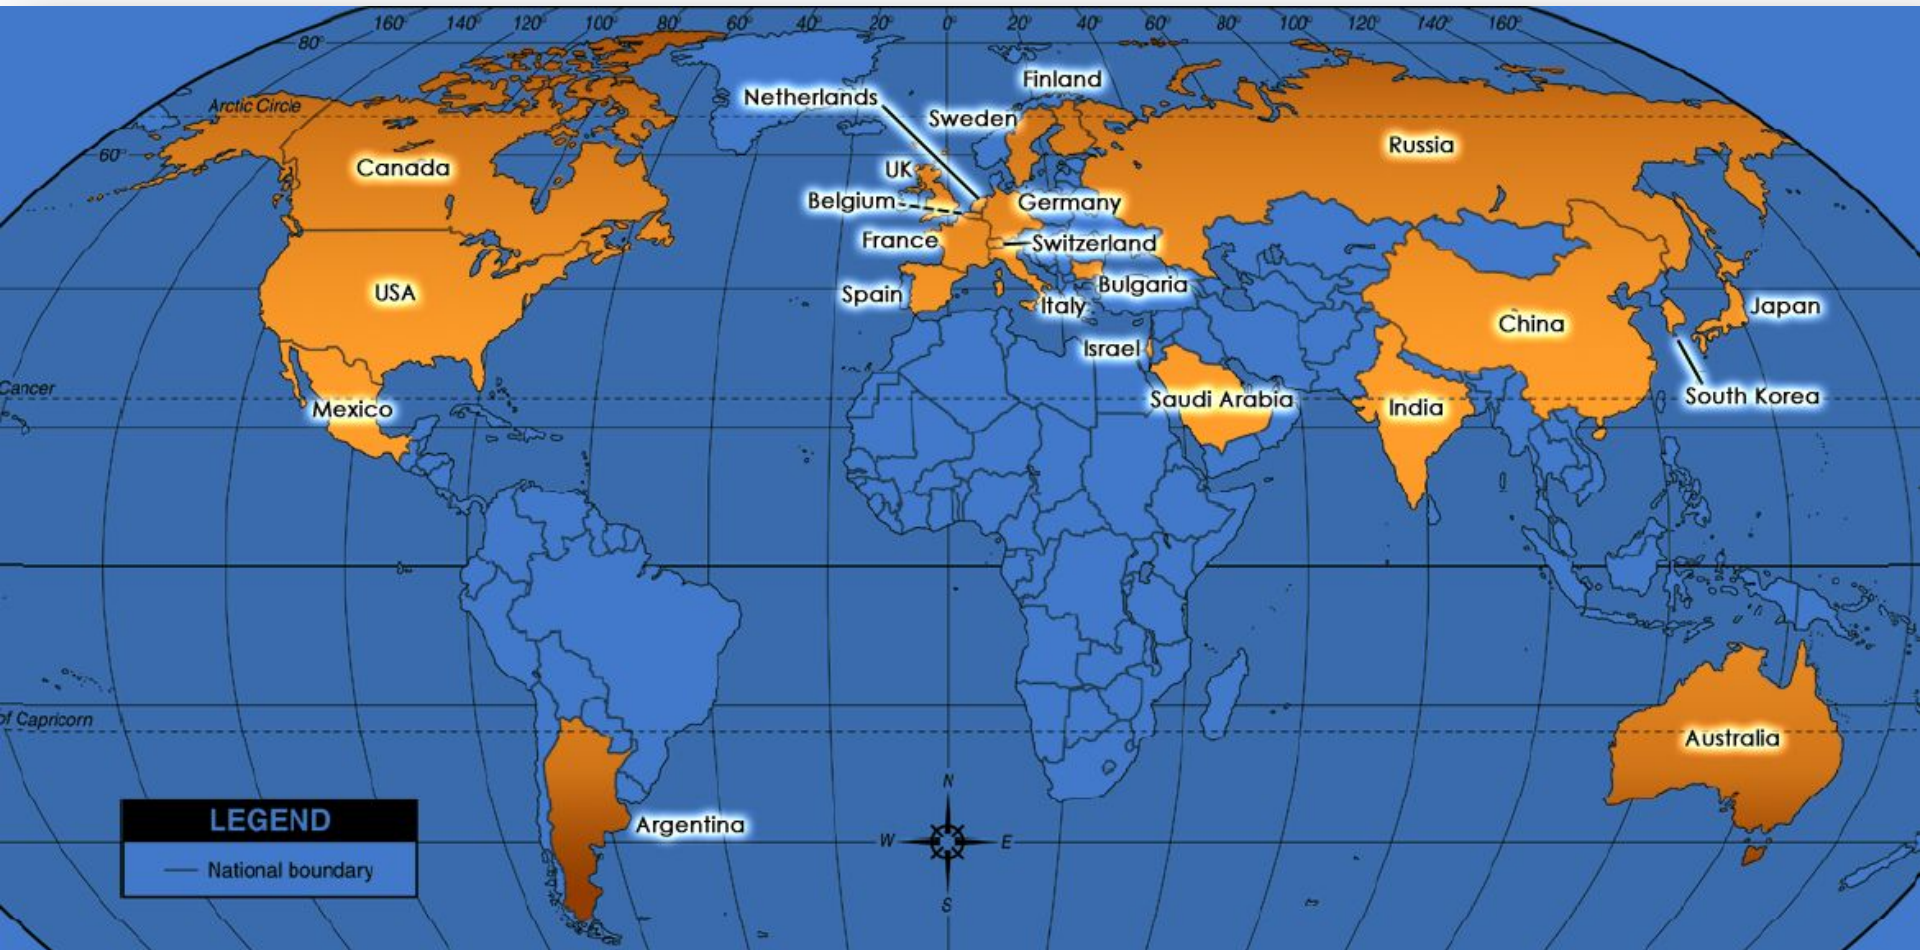 160° 140° 120° 100° 80° 60° 40° 20° 0° 20° 40° 60° 80° 100° 120° 140° 160°
80°
Finland
Netherlands
Arctic Circle
Sweden
Russia
60°
Canada
UK
Belgium
Germany
France
Switzerland
Bulgaria
USA
Spain
Italy
Japan
China
Israel
Cancer
Saudi Arabia
South Korea
Mexico
India
of Capricorn
Australia
N
LEGEND
Argentina
W E
National boundary
S